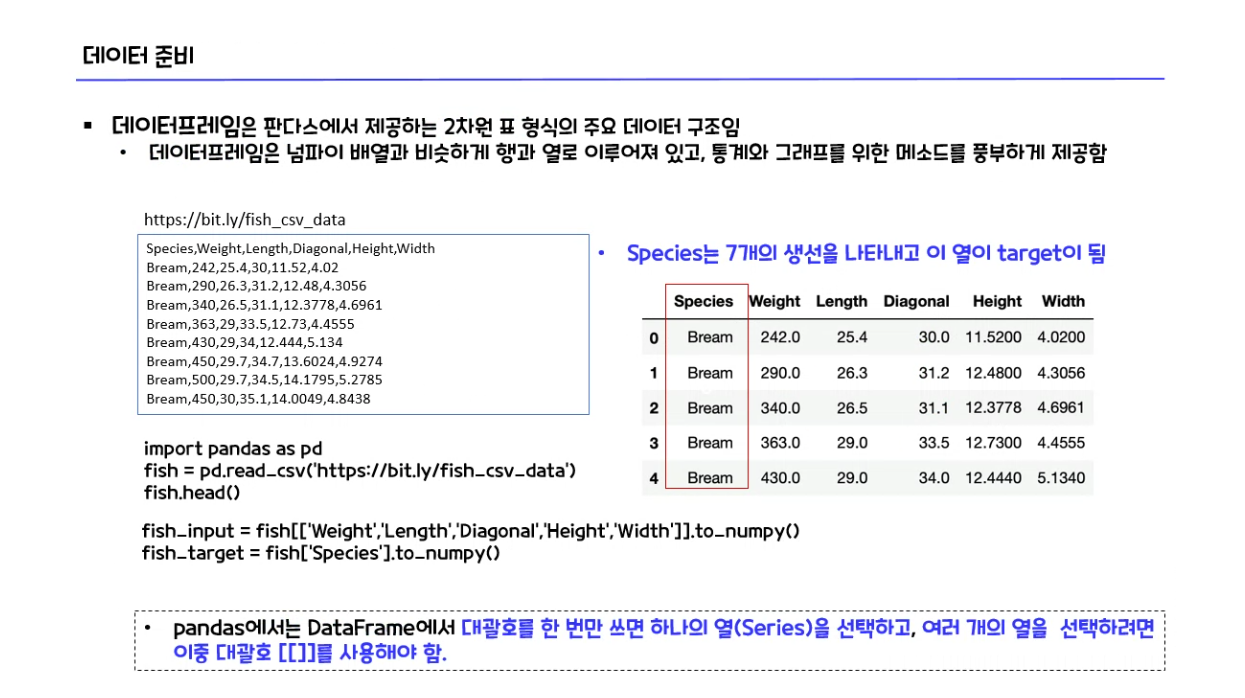 데이터 준비
▪ 데이터프레임은 판다스에서 제공하는 2차원 표 형식의 주요 데이터 구조임
• 데이터프레임은 넘파이 배열과 비슷하게 행과 열로 이루어져 있고, 통계와 그래프를 위한 메소드를 풍부하게 제공함
https://bit.ly/fish_csv_data
Species,Weight,Length,Diagonal,Height,Width
Bream,242,25.4,30,11.52,4.02
Bream,290,26.3,31.2,12.48,4.3056
Bream,340,26.5,31.1,12.3778,4.6961
Bream,363,29,33.5,12.73,4.4555
Bream,430,29,34,12.444,5.134
Bream,450,29.7,34.7,13.6024,4.9274
Bream,500,29.7,34.5,14.1795,5.2785
Bream,450,30,35.1,14.0049,4.8438
• Species는 7개의 생선을 나타내고 이 열이 target이 됨
Species Weight Length Diagonal Height Width
0 Bream 242.0 25.4 30.0 11.5200 4.0200
1 Bream 290.0 26.3 31.2 12.4800 4.3056
2 Bream 340.0 26.5 31.1 12.3778 4.6961
3 Bream 363.0 29.0 33.5 12.7300 4.4555
4 Bream 430.0 29.0 34.0 12.4440 5.1340
import pandas as pd
fish = pd.read_csv('https://bit.ly/fish_csv_data')
fish.head()
fish_input = fish[['Weight','Length','Diagonal','Height','Width']].to_numpy()
fish_target = fish['Species'].to_numpy()
• pandas에서는 DataFrame에서 대괄호를 한 번만 쓰면 하나의 열(Series)을 선택하고, 여러 개의 열을 선택하려면
이중 대괄호 [[]]를 사용해야 함.